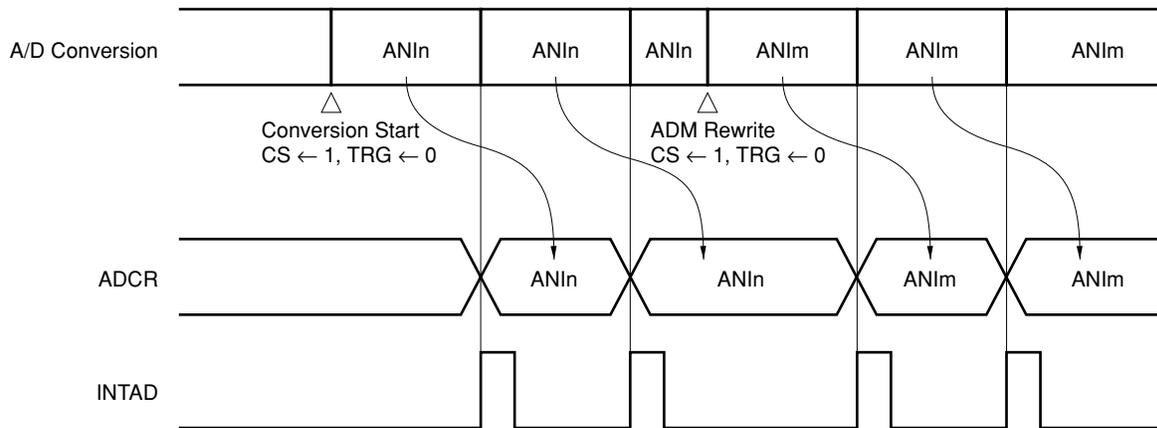 A/D Conversion ANIn ANIn ANIn ANIm ANIm ANIm
Conversion Start
CS ← 1, TRG ← 0
ADM Rewrite
CS ← 1, TRG ← 0
ADCR ANIn ANIn ANIm ANIm
INTAD